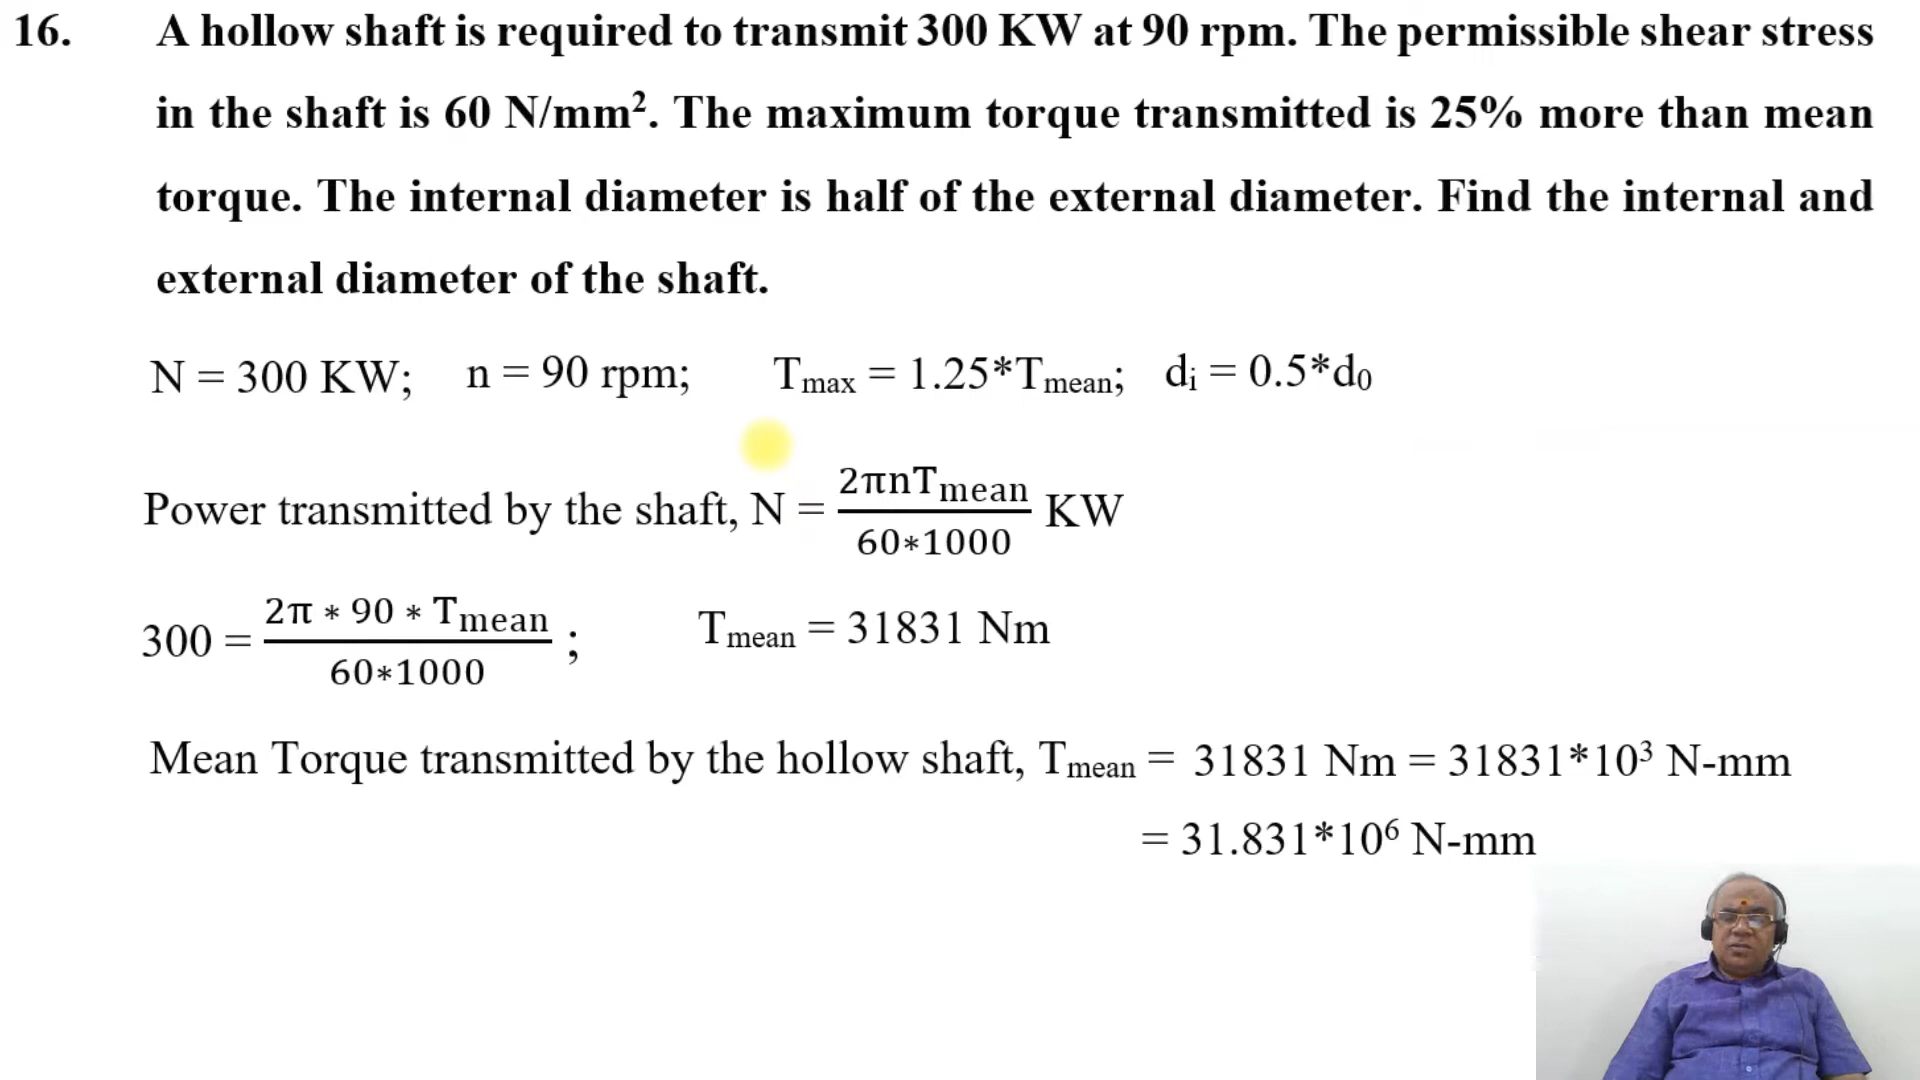 16. A hollow shaft is required to transmit 300 KW at 90 rpm. The permissible shear stress
in the shaft is 60 N/mm². The maximum torque transmitted is 25% more than mean
torque. The internal diameter is half of the external diameter. Find the internal and
external diameter of the shaft.
N = 300 KW; n = 90 rpm; Tmax = 1.25*Tmean; di = 0.5*d0
Power transmitted by the shaft, N = 2πnTmean / 60*1000 KW
300 = 2π * 90 * Tmean / 60*1000 ; Tmean = 31831 Nm
Mean Torque transmitted by the hollow shaft, Tmean = 31831 Nm = 31831*10³ N-mm
= 31.831*10⁶ N-mm